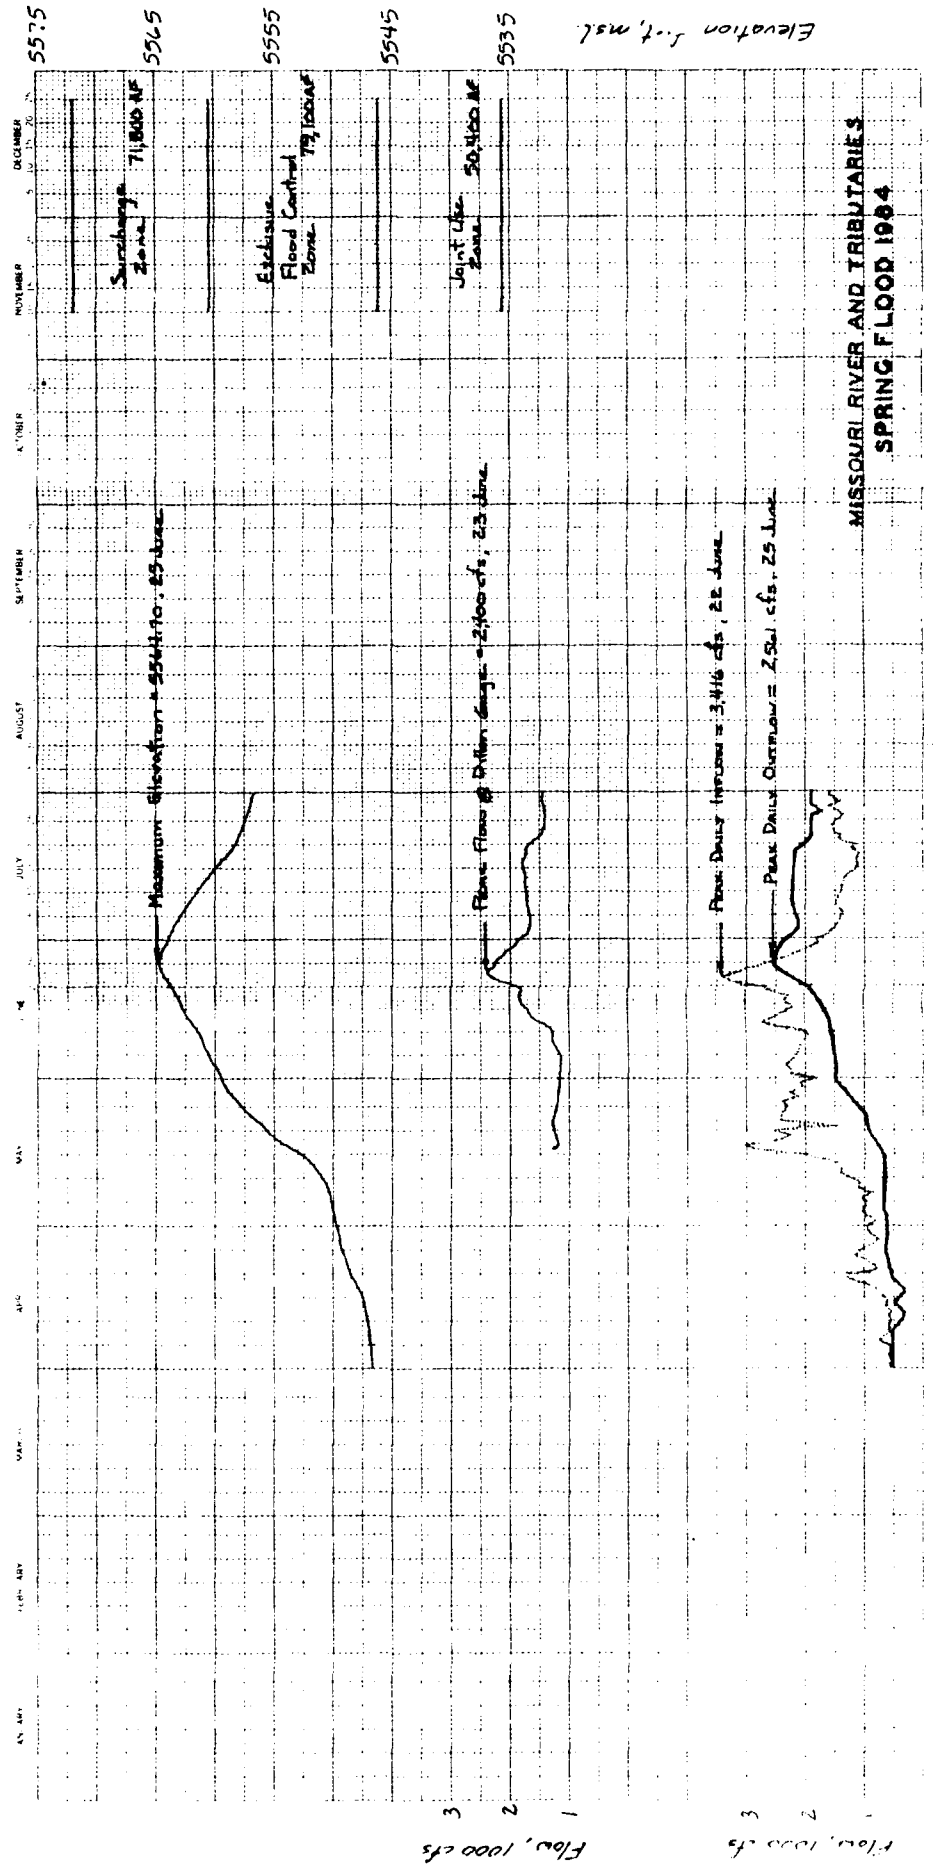 DECEMBER
NOVEMBER
SEPTEMBER
AUGUST
JULY
MAY
5575
5565
5555
5545
5535
Elevation
msl
Surcharge
Zone 71,800 AF
Exclusive
Flood Control
Zone 79,100 AF
Joint Use
Zone 50,400 AF
Maximum Elevation = 5564.70, 25 June
Peak Flow @ Dillon Gage = 2,400 cfs, 23 June
Peak Daily Inflow = 3,416 cfs, 22 June
Peak Daily Outflow = 2,561 cfs, 25 June
3
2
1
Flow, 1000 cfs
3
2
1
Flow, 1000 cfs
MISSOURI RIVER AND TRIBUTARIES
SPRING FLOOD 1984